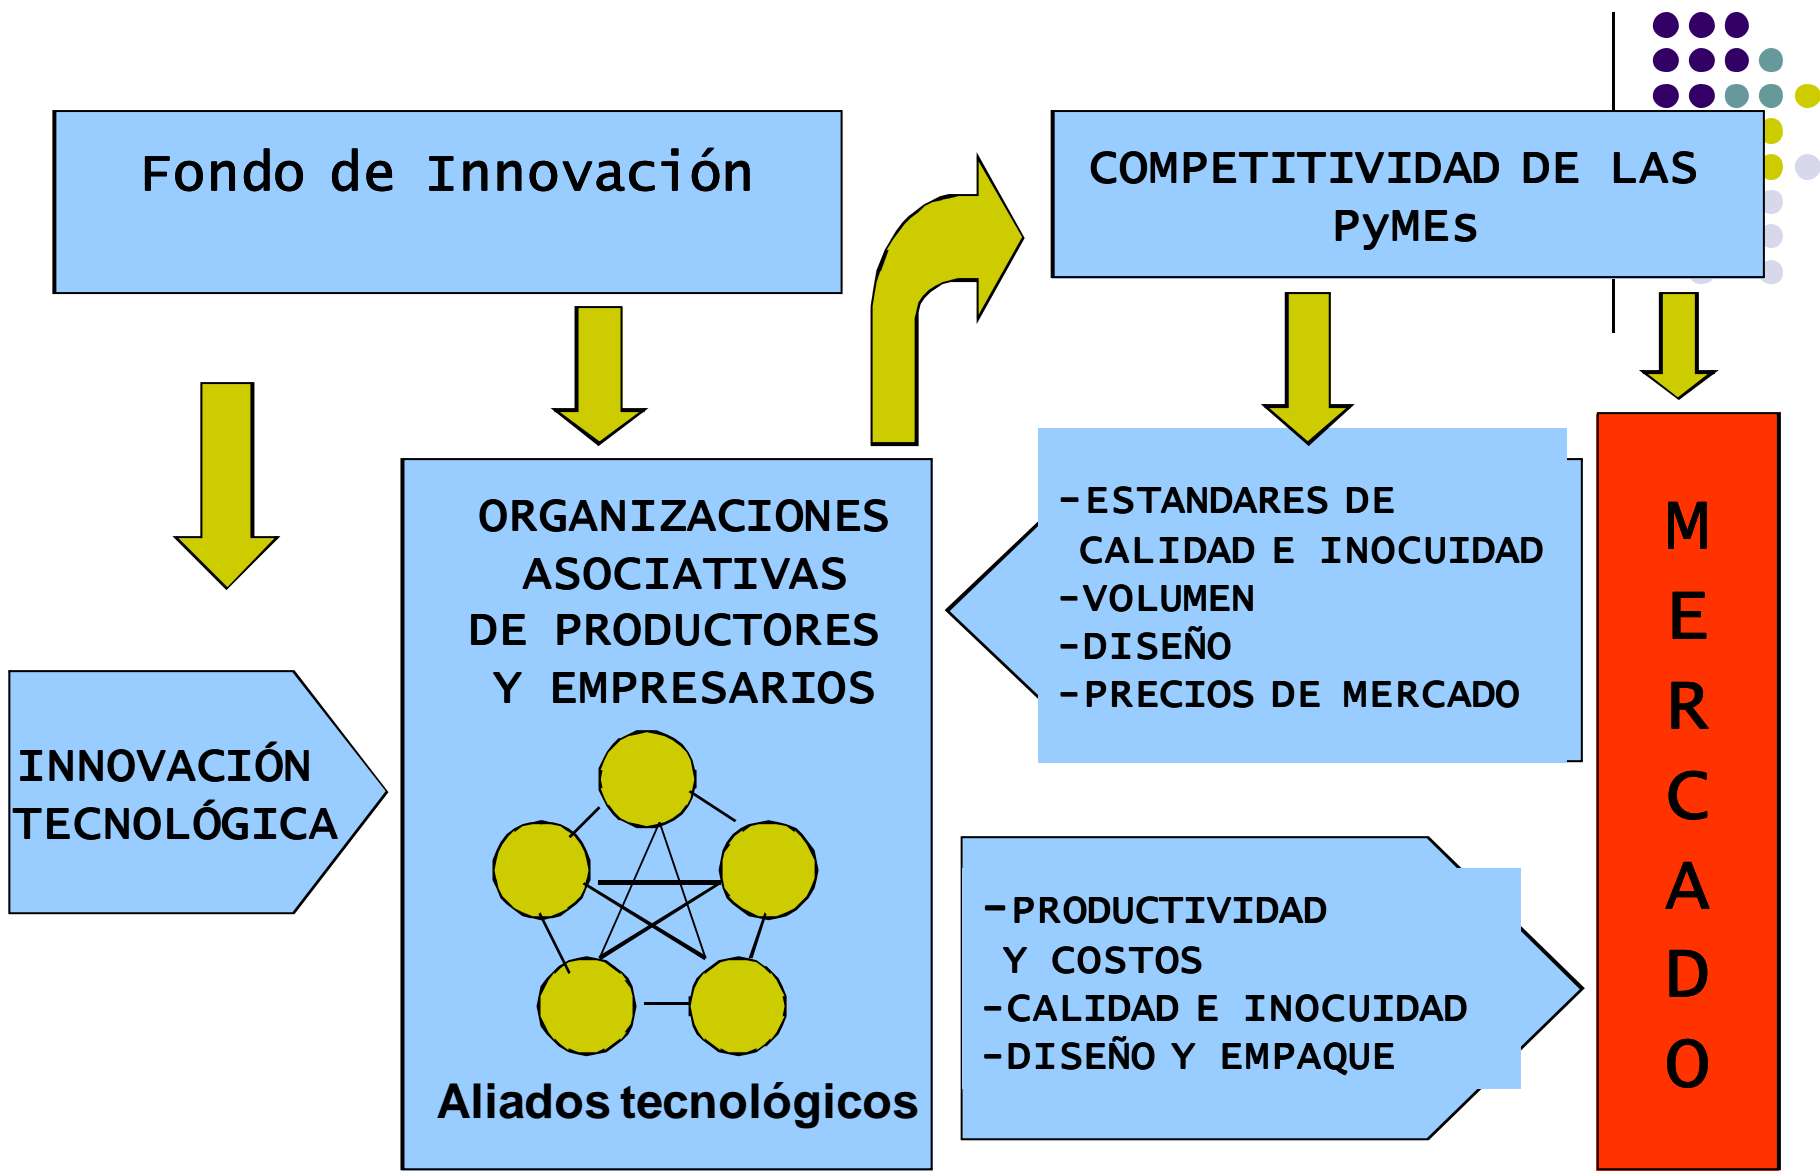 Fondo de Innovación
COMPETITIVIDAD DE LAS
PyMEs
ORGANIZACIONES
ASOCIATIVAS
DE PRODUCTORES
Y EMPRESARIOS
Aliados tecnológicos
INNOVACIÓN
TECNOLÓGICA
-ESTANDARES DE
CALIDAD E INOCUIDAD
-VOLUMEN
-DISEÑO
-PRECIOS DE MERCADO
-PRODUCTIVIDAD
Y COSTOS
-CALIDAD E INOCUIDAD
-DISEÑO Y EMPAQUE
M
E
R
C
A
D
O